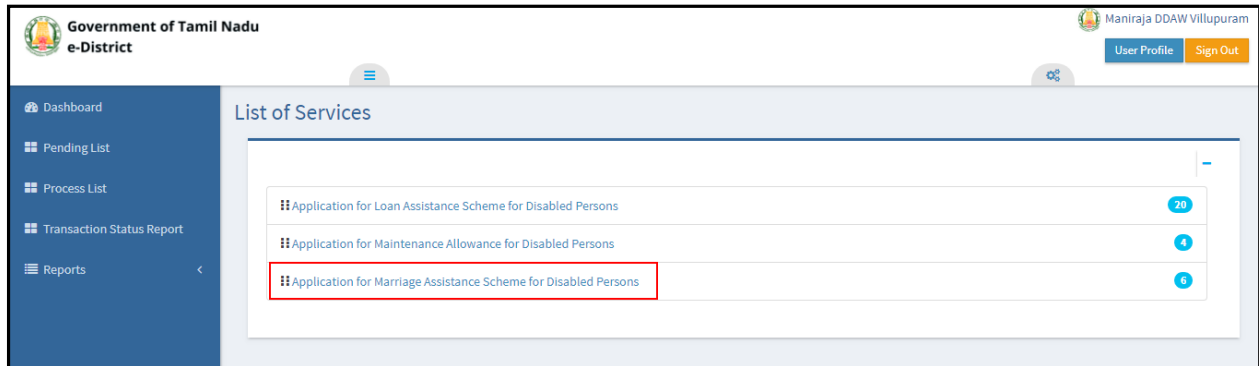 Government of Tamil Nadu
e-District
Maniraja DDAW Villupuram
User Profile
Sign Out
Dashboard
Pending List
Process List
Transaction Status Report
Reports
List of Services
Application for Loan Assistance Scheme for Disabled Persons 20
Application for Maintenance Allowance for Disabled Persons 4
Application for Marriage Assistance Scheme for Disabled Persons 6